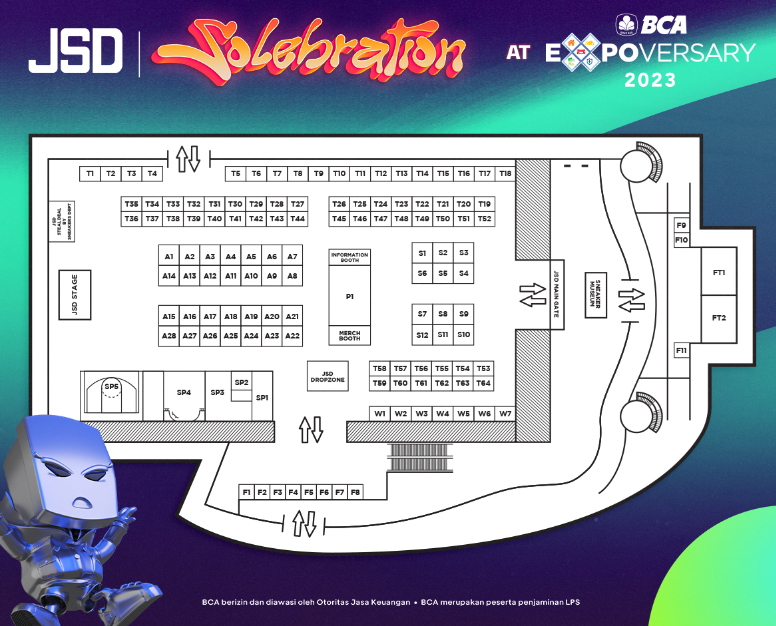 JSD
Solebration
AT
BCA
EXPOVERSARY
2023
T1 T2 T3 T4
T5 T6 T7 T8 T9 T10 T11 T12 T13 T14 T15 T16 T17 T18
JSD
STEAL DEAL
BY
SNEAKERS DEPT
T35 T34 T33 T32 T31 T30 T29 T28 T27
T36 T37 T38 T39 T40 T41 T42 T43 T44
T26 T25 T24 T23 T22 T21 T20 T19
T45 T46 T47 T48 T49 T50 T51 T52
F9
F10
A1 A2 A3 A4 A5 A6 A7
A14 A13 A12 A11 A10 A9 A8
INFORMATION
BOOTH
P1
MERCH
BOOTH
S1 S2 S3
S6 S5 S4
JSD STAGE
JSD MAIN GATE
SNEAKER
MUSEUM
FT1
FT2
A15 A16 A17 A18 A19 A20 A21
A28 A27 A26 A25 A24 A23 A22
S7 S8 S9
S12 S11 S10
F11
SP5
SP4
SP3
SP2
SP1
JSD
DROPZONE
T58 T57 T56 T55 T54 T53
T59 T60 T61 T62 T63 T64
W1 W2 W3 W4 W5 W6 W7
F1 F2 F3 F4 F5 F6 F7 F8
BCA berizin dan diawasi oleh Otoritas Jasa Keuangan • BCA merupakan peserta penjaminan LPS